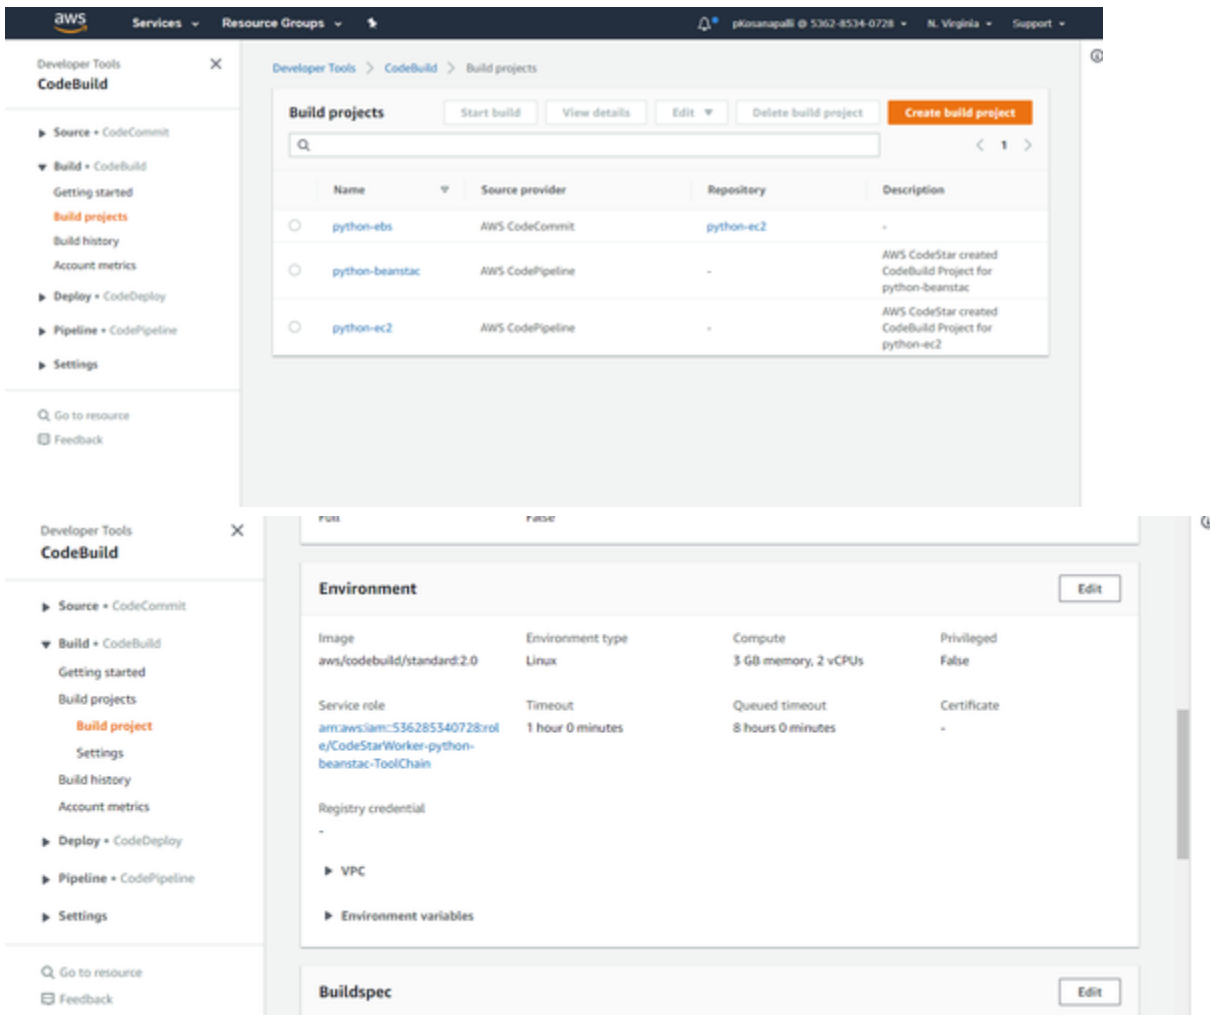 aws Services Resource Groups pKosanapalli @ 5362-8534-0728 N. Virginia Support
Developer Tools
CodeBuild
Source • CodeCommit
Build • CodeBuild
Getting started
Build projects
Build history
Account metrics
Deploy • CodeDeploy
Pipeline • CodePipeline
Settings
Go to resource
Feedback
Developer Tools > CodeBuild > Build projects
Build projects Start build View details Edit Delete build project Create build project
1
Name Source provider Repository Description
python-ebs AWS CodeCommit python-ec2 -
python-beanstac AWS CodePipeline - AWS CodeStar created
CodeBuild Project for
python-beanstac
python-ec2 AWS CodePipeline - AWS CodeStar created
CodeBuild Project for
python-ec2
Developer Tools
CodeBuild
Source • CodeCommit
Build • CodeBuild
Getting started
Build projects
Build project
Settings
Build history
Account metrics
Deploy • CodeDeploy
Pipeline • CodePipeline
Settings
Go to resource
Feedback
Full False
Environment Edit
Image Environment type Compute Privileged
aws/codebuild/standard:2.0 Linux 3 GB memory, 2 vCPUs False
Service role Timeout Queued timeout Certificate
arn:aws:iam::536285340728:rol 1 hour 0 minutes 8 hours 0 minutes -
e/CodeStarWorker-python-
beanstac-ToolChain
Registry credential
-
VPC
Environment variables
Buildspec Edit